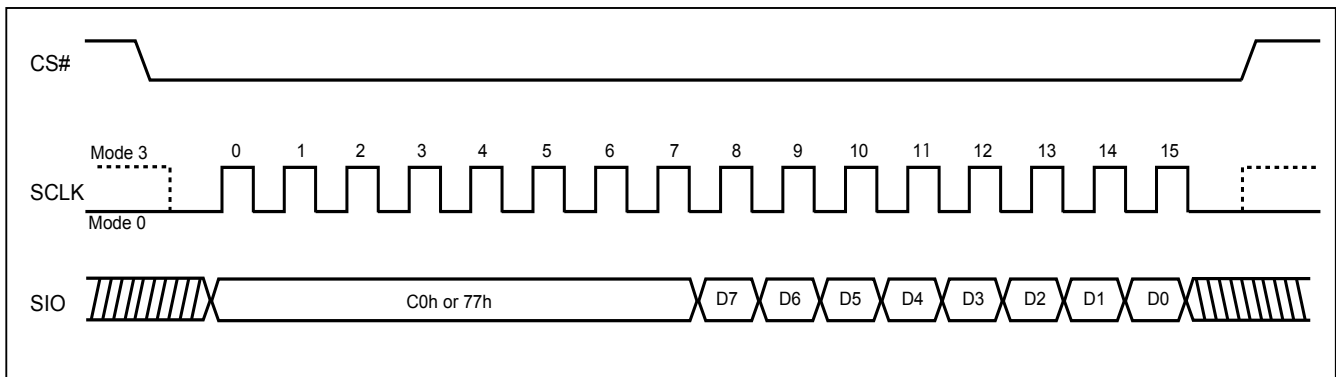 CS#
Mode 3
0 1 2 3 4 5 6 7 8 9 10 11 12 13 14 15
SCLK
Mode 0
SIO
C0h or 77h
D7 D6 D5 D4 D3 D2 D1 D0